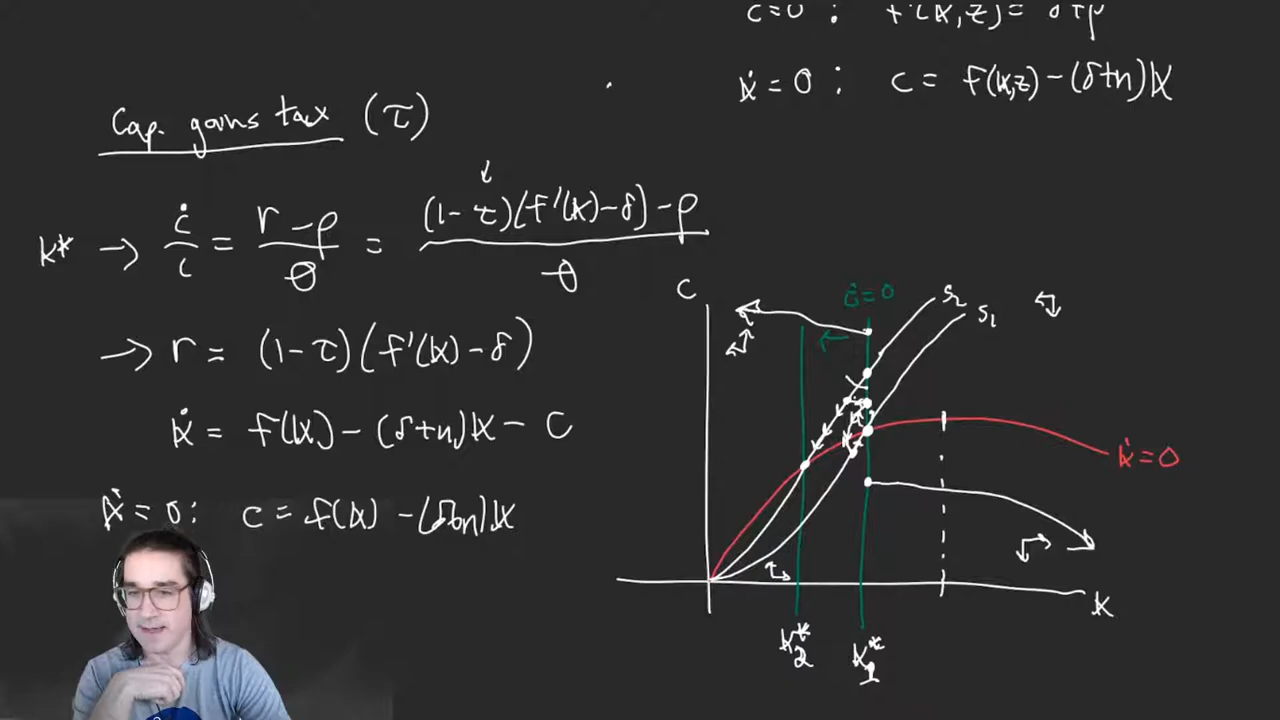 ċ=0 : f'(k,z) = δ+ρ
k̇ = 0 : c = f(k,z) - (δ+n)k
Cap. gains tax (τ)
↓
k* → ċ/c = (r - ρ)/θ = ((1 - τ)(f'(k) - δ) - ρ)/θ
→ r = (1 - τ)(f'(k) - δ)
k̇ = f(k) - (δ+n)k - c
k̇ = 0 : c = f(k) - (δ+n)k
c
ċ=0
S₂
S₁
k̇=0
k
k₂*
k₁*